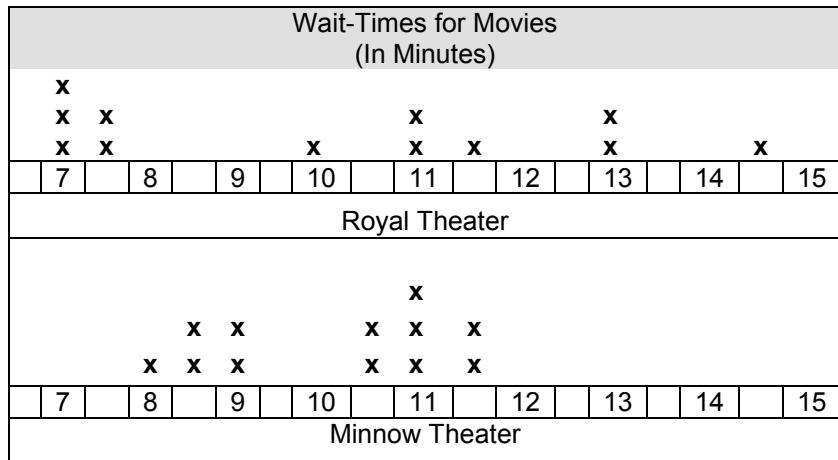 Wait-Times for Movies
(In Minutes)
x
x x x x
x x x x x x x
7 8 9 10 11 12 13 14 15
Royal Theater
x
x x x x x
x x x x x x
7 8 9 10 11 12 13 14 15
Minnow Theater